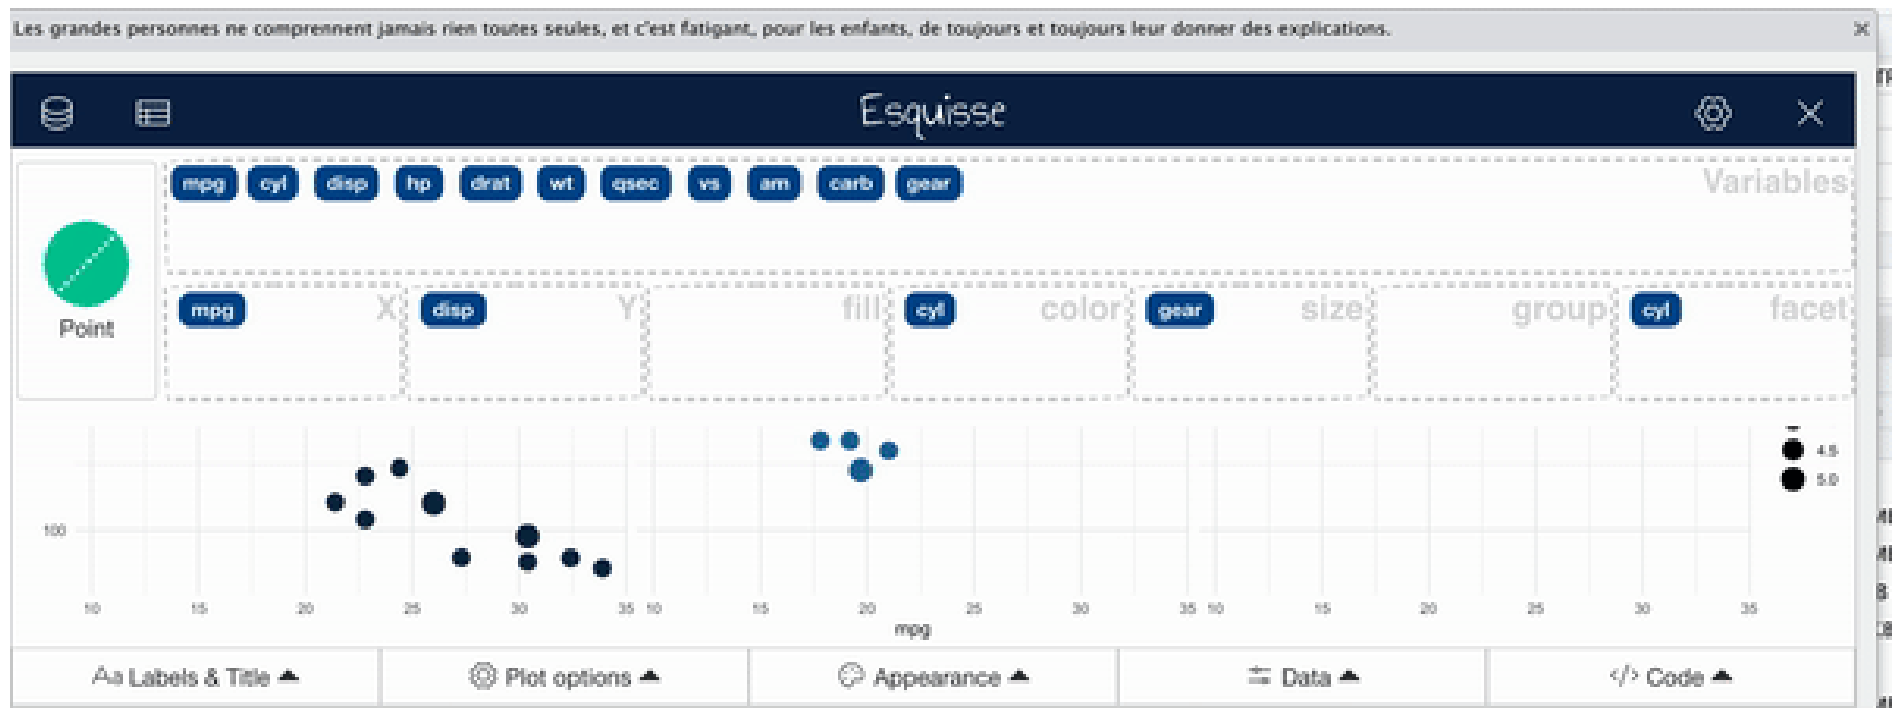 Les grandes personnes ne comprennent jamais rien toutes seules, et c'est fatigant, pour les enfants, de toujours et toujours leur donner des explications.
Esquisse
mpg cyl disp hp drat wt qsec vs am carb gear Variables
Point
mpg X disp Y fill cyl color gear size group cyl facet
4.5
5.0
100
10 15 20 25 30 35 10 15 20 25 30 35 10 15 20 25 30 35
mpg
Aa Labels & Title Plot options Appearance Data </> Code